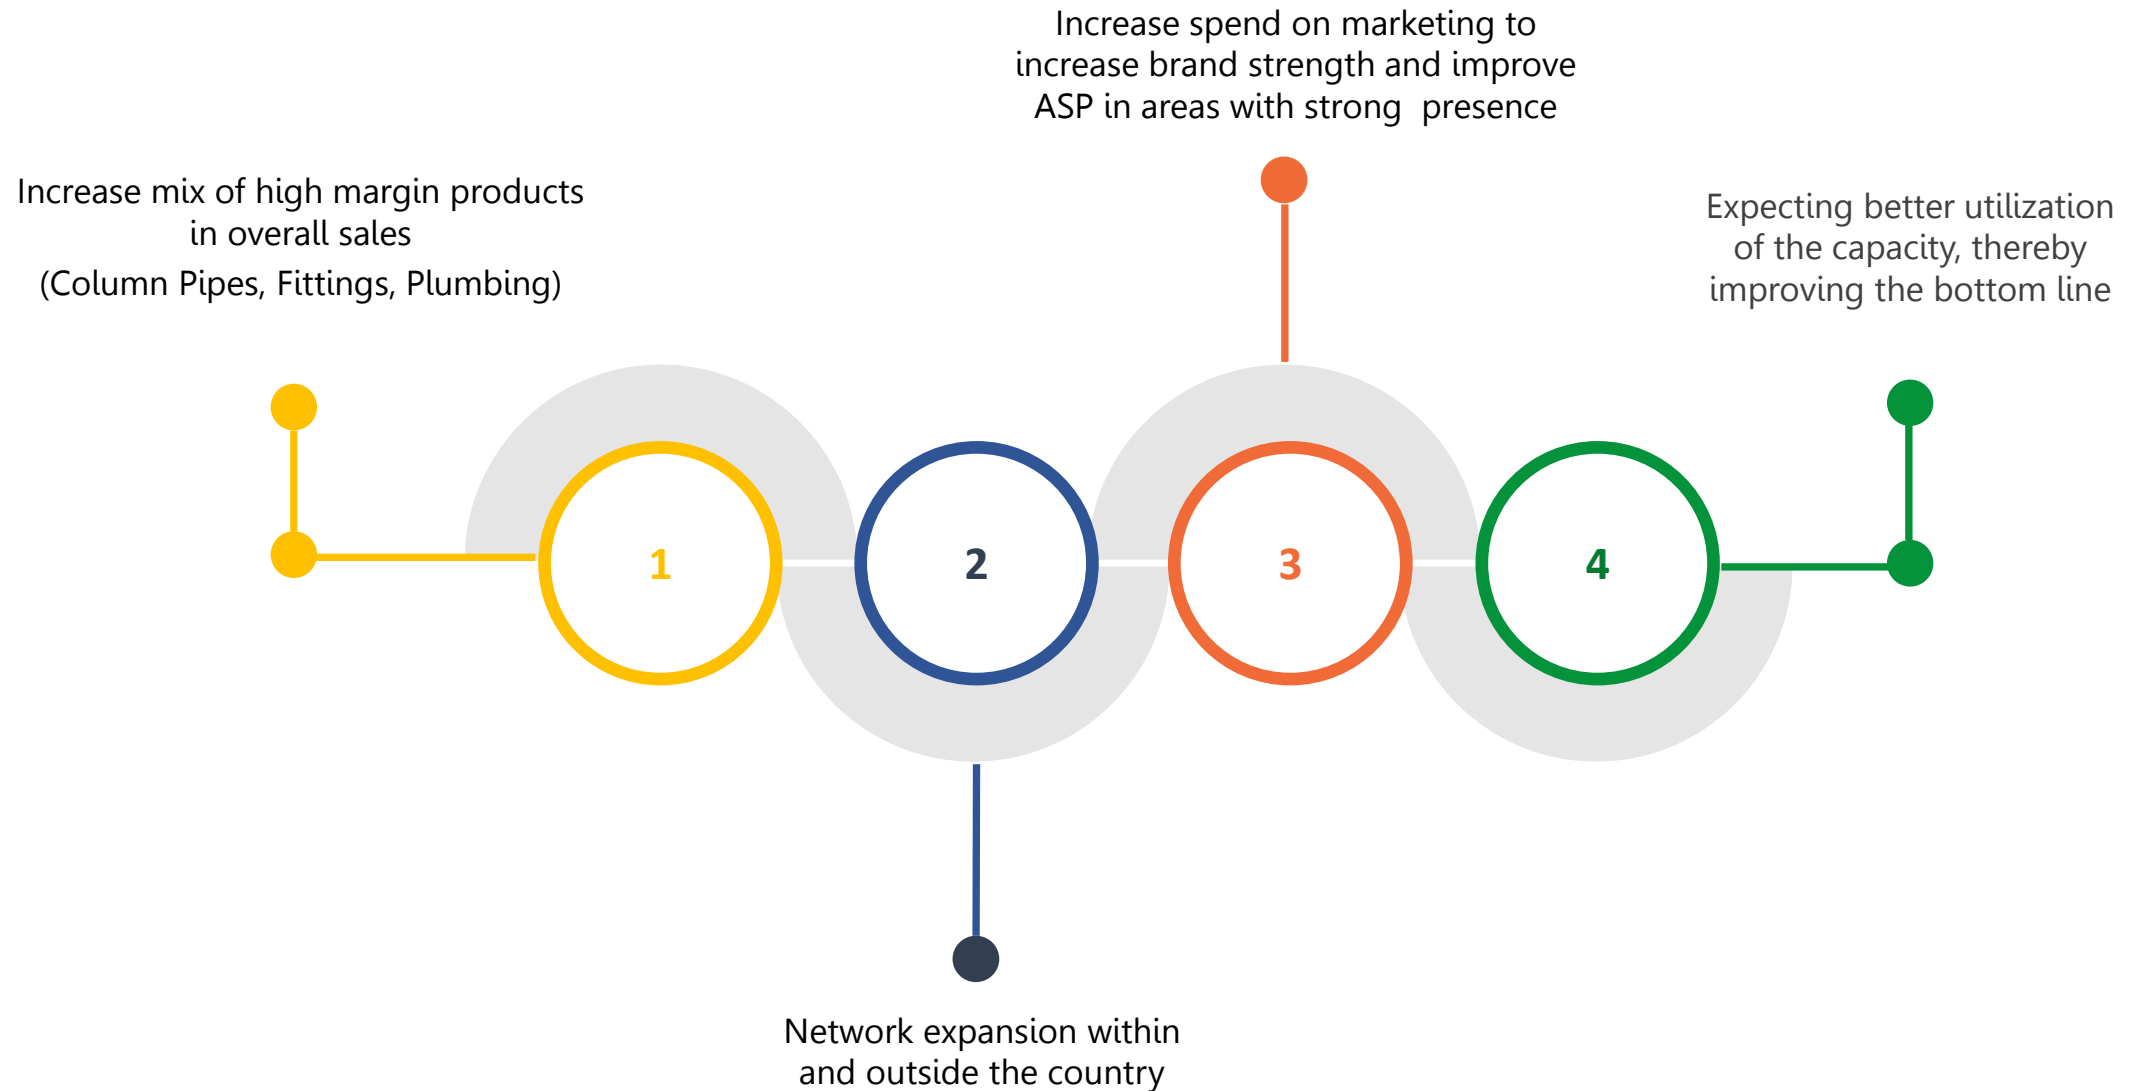 Increase spend on marketing to
increase brand strength and improve
ASP in areas with strong  presence
Increase mix of high margin products
in overall sales
(Column Pipes, Fittings, Plumbing)
Expecting better utilization
of the capacity, thereby
improving the bottom line
1
2
3
4
Network expansion within
and outside the country